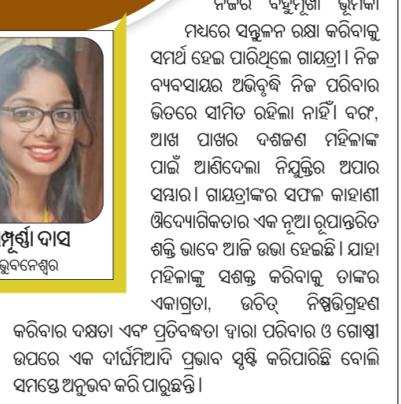 ନିଜର ବହୁମୁଖୀ ଭୂମିକା
ମଧ୍ୟରେ ସନ୍ତୁଳନ ରକ୍ଷା କରିବାକୁ
ସମର୍ଥ ହେଇ ପାରିଥିଲେ ଗାୟତ୍ରୀ। ନିଜ
ବ୍ୟବସାୟର ଅଭିବୃଦ୍ଧି ନିଜ ପରିବାର
ଭିତରେ ସୀମିତ ରହିଲା ନାହିଁ। ବରଂ,
ଆଖ ପାଖର ଦଶଜଣ ମହିଳାଙ୍କ
ପାଇଁ ଆଣିଦେଲା ନିଯୁକ୍ତିର ଅପାର
ସମ୍ଭାର। ଗାୟତ୍ରୀଙ୍କର ସଫଳ କାହାଣୀ
ଔଦ୍ୟୋଗିକତାର ଏକ ନୂଆ ରୂପାନ୍ତରିତ
ଶକ୍ତି ଭାବେ ଆଜି ଉଭା ହେଇଛି। ଯାହା
ମହିଳାଙ୍କୁ ସଶକ୍ତ କରିବାକୁ ତାଙ୍କର
ଏକାଗ୍ରତା, ଉଚିତ୍ ନିଷ୍ପତ୍ତିଗ୍ରହଣ
କରିବାର ଦକ୍ଷତା ଏବଂ ପ୍ରତିବଦ୍ଧତା ଦ୍ୱାରା ପରିବାର ଓ ଗୋଷ୍ଠୀ
ଉପରେ ଏକ ଦୀର୍ଘମିଆଦି ପ୍ରଭାବ ସୃଷ୍ଟି କରିପାରିଛି ବୋଲି
ସମସ୍ତେ ଅନୁଭବ କରି ପାରୁଛନ୍ତି।
ଦାସ
ଭୁବନେଶ୍ୱର